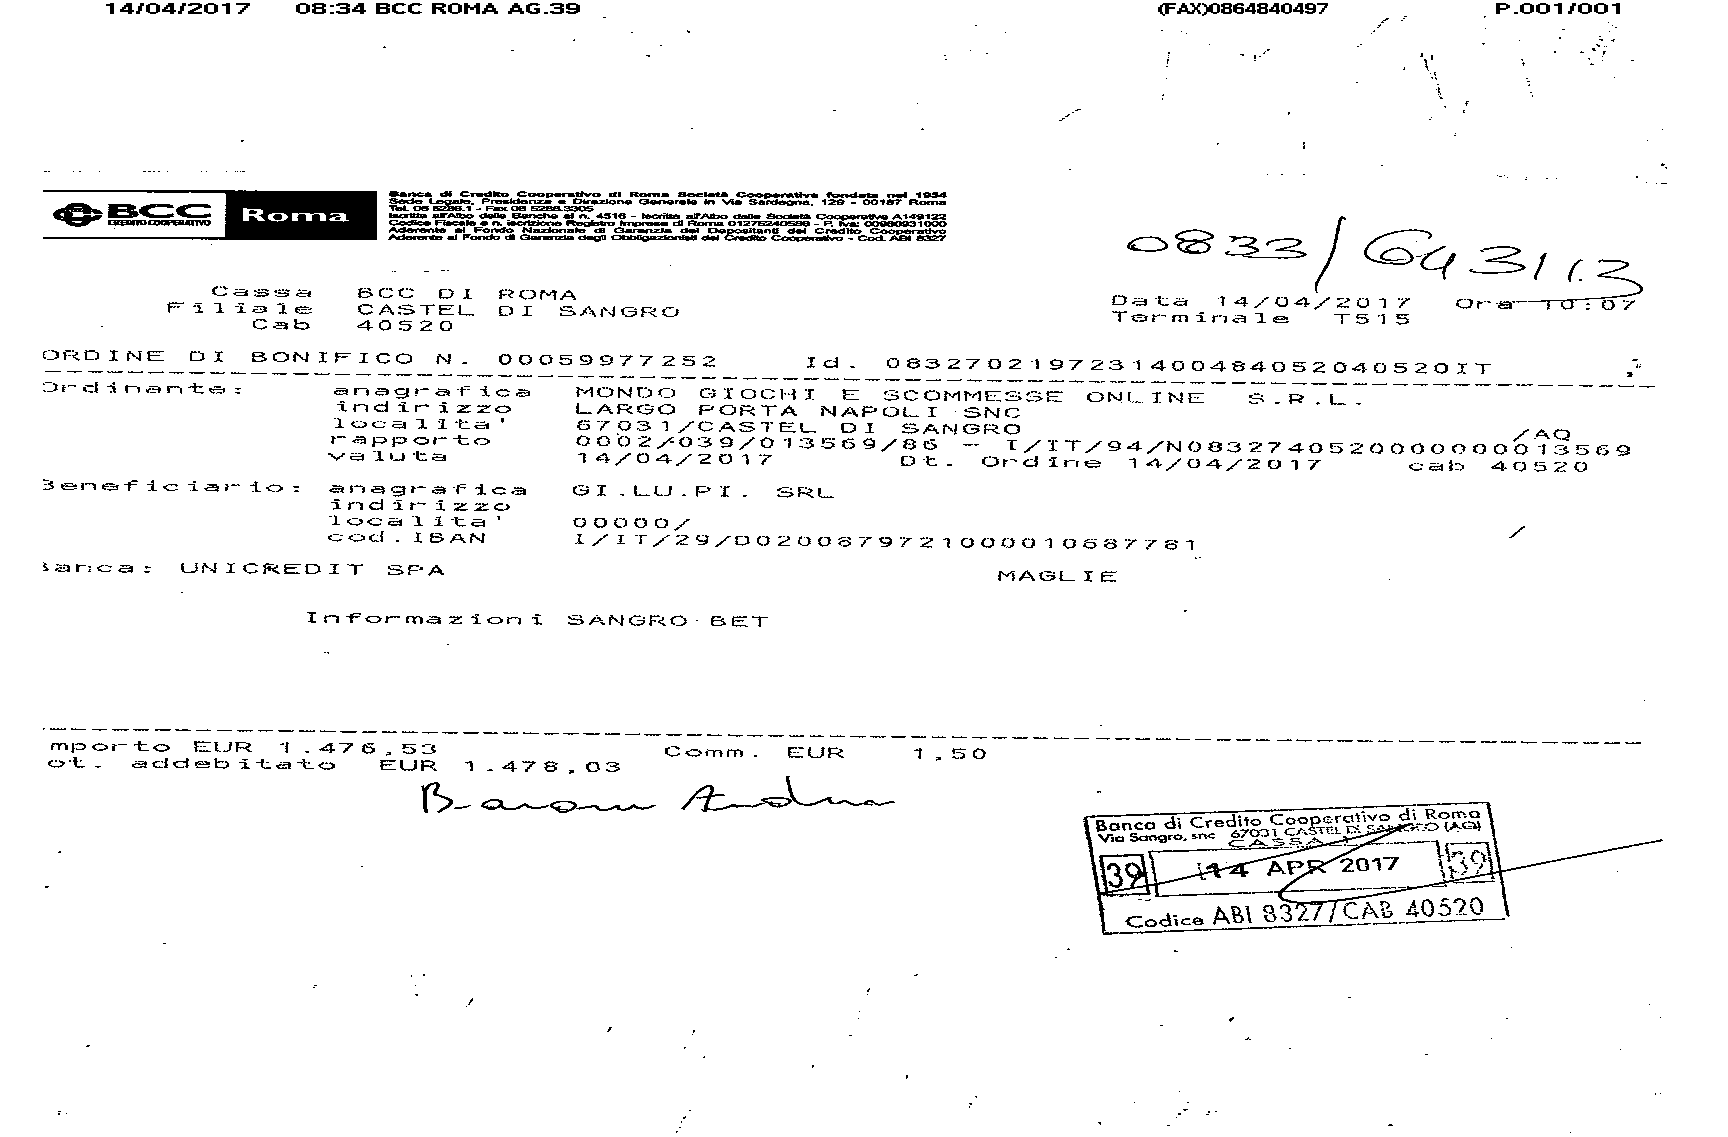 14/04/2017 08:34 BCC ROMA AG.39 (FAX)0864840497 P.001/001
BCC Roma
CREDITO COOPERATIVO
Banca di Credito Cooperativo di Roma Società Cooperativa fondata nel 1954
Sede Legale, Presidenza e Direzione Generale in Via Sardegna, 129 - 00187 Roma
Tel. 06 5286.1 - Fax 06 5286.3305
Iscritta all'Albo delle Banche al n. 4516 - Iscritta all'Albo delle Società Cooperative A149122
Codice Fiscale e n. iscrizione Registro Imprese di Roma 01275240586 - P. Iva: 00980931000
Aderente al Fondo Nazionale di Garanzia dei Depositanti del Credito Cooperativo
Aderente al Fondo di Garanzia degli Obbligazionisti del Credito Cooperativo - Cod. ABI 8327
0833/643113
Cassa BCC DI ROMA
Data 14/04/2017 Ora 10:07
Filiale CASTEL DI SANGRO
Terminale T515
Cab 40520
ORDINE DI BONIFICO N. 00059977252 Id. 0832702197231400484052040520IT
Ordinante: anagrafica MONDO GIOCHI E SCOMMESSE ONLINE S.R.L.
indirizzo LARGO PORTA NAPOLI SNC
localita' 67031/CASTEL DI SANGRO /AQ
rapporto 0002/039/013569/86 - I/IT/94/N0832740520000000013569
valuta 14/04/2017 Dt. Ordine 14/04/2017 cab 40520
Beneficiario: anagrafica GI.LU.PI. SRL
indirizzo
localita' 00000/ /
cod.IBAN I/IT/29/D0200879721000010687781
Banca: UNICREDIT SPA MAGLIE
Informazioni SANGRO BET
mporto EUR 1.476,53 Comm. EUR 1,50
ot. addebitato EUR 1.478,03
Banca di Credito Cooperativo di Roma
Via Sangro, snc 67031 CASTEL DI SANGRO (AQ)
CASSA
39 14 APR 2017 39
Codice ABI 8327/CAB 40520